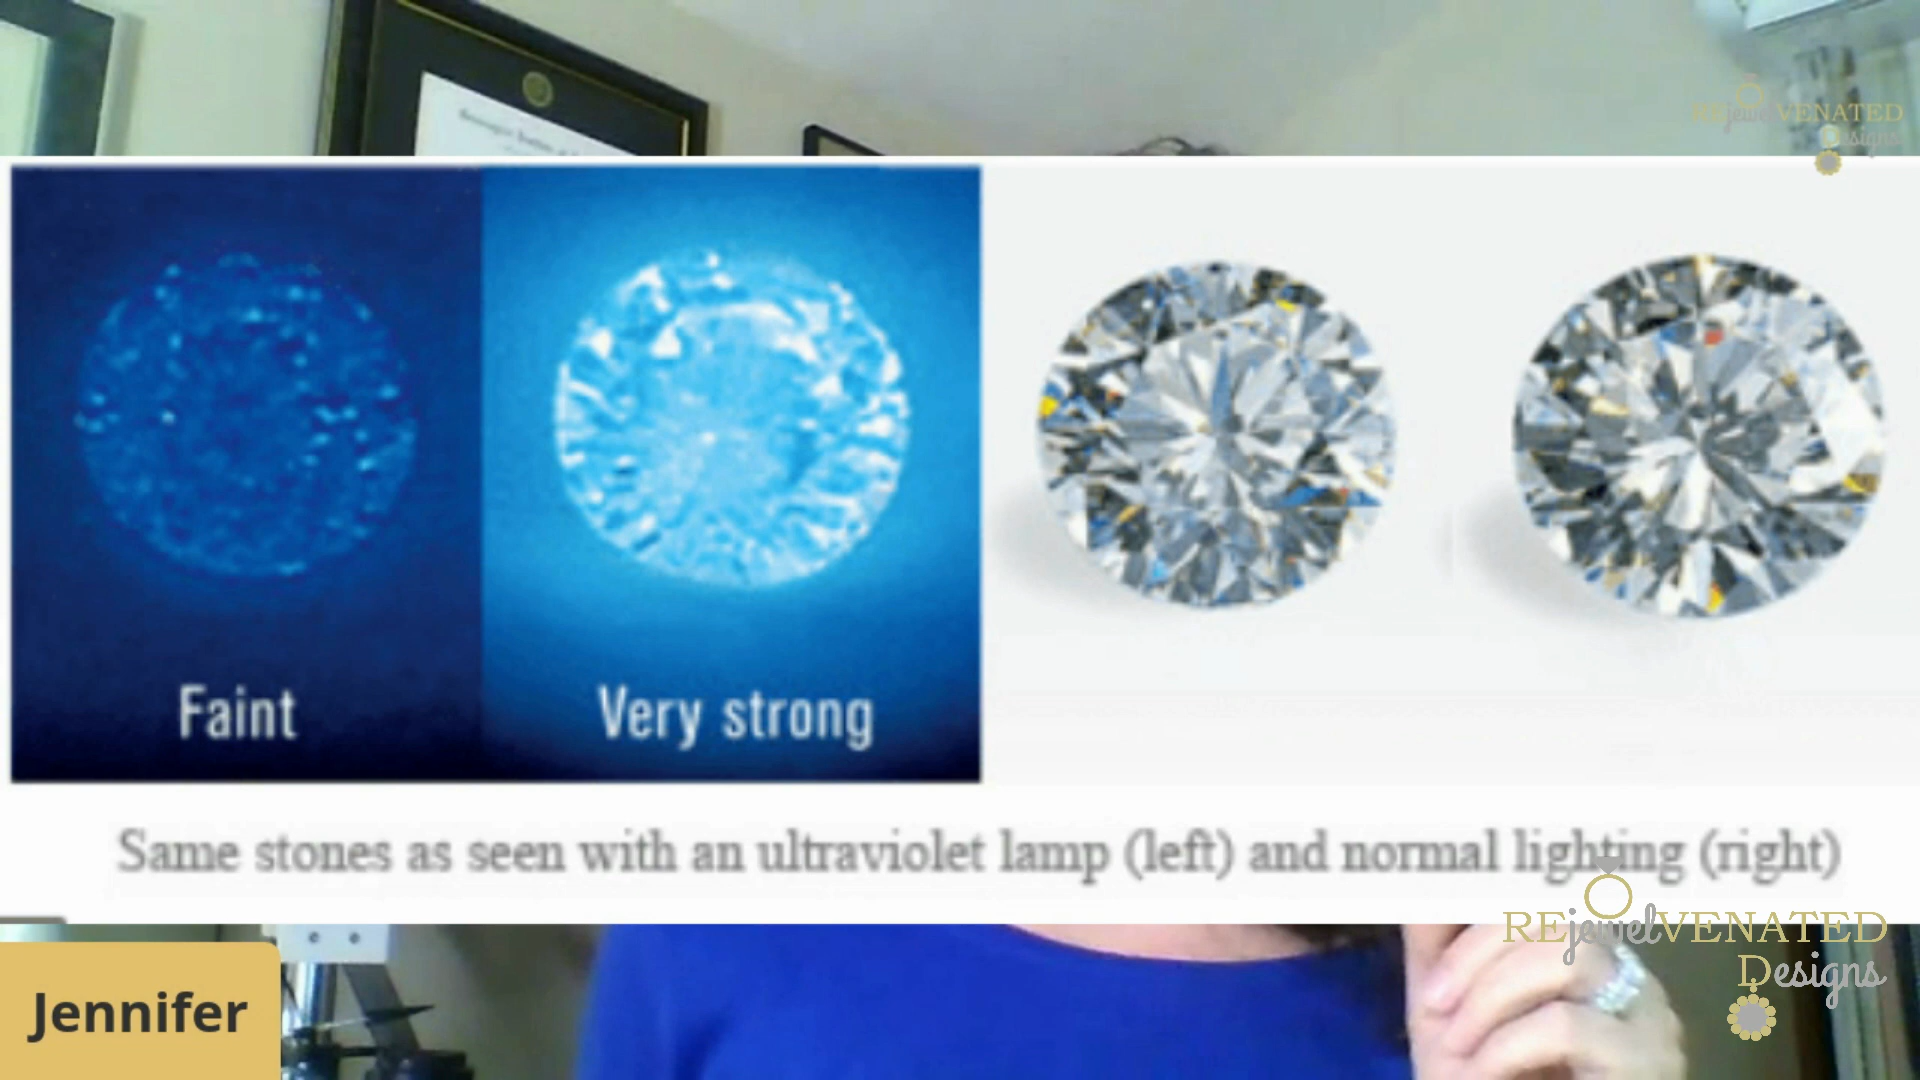 REjewelVENATED
Designs
Faint
Very strong
Same stones as seen with an ultraviolet lamp (left) and normal lighting (right)
REjewelVENATED
Designs
Jennifer